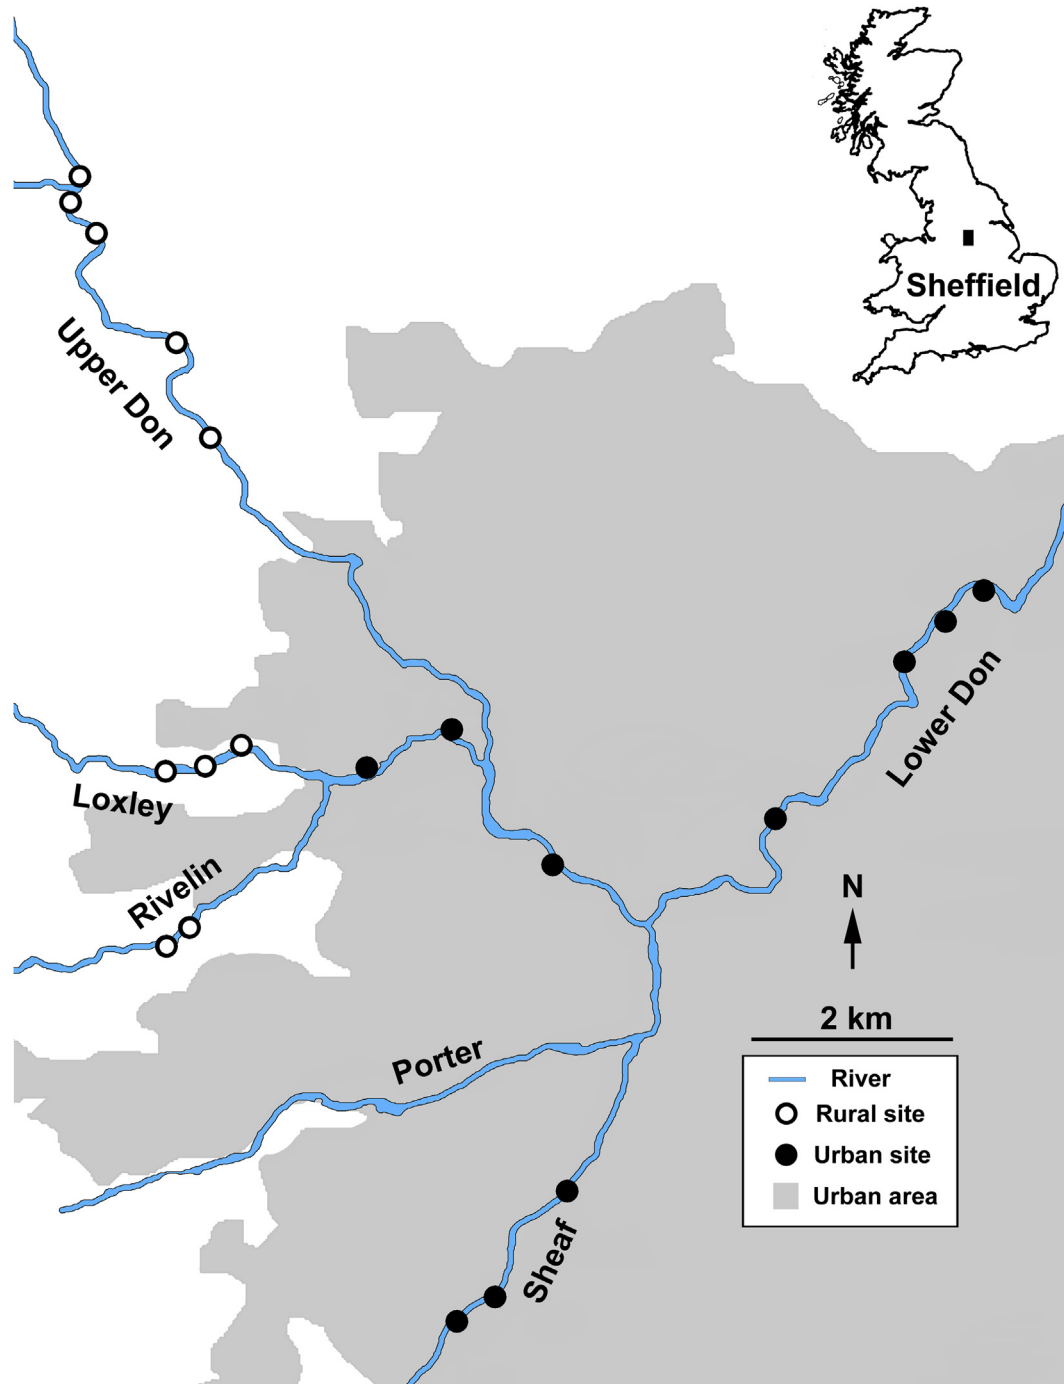 Sheffield
Upper Don
Loxley
Rivelin
Lower Don
N
2 km
Porter
Sheaf
River
Rural site
Urban site
Urban area